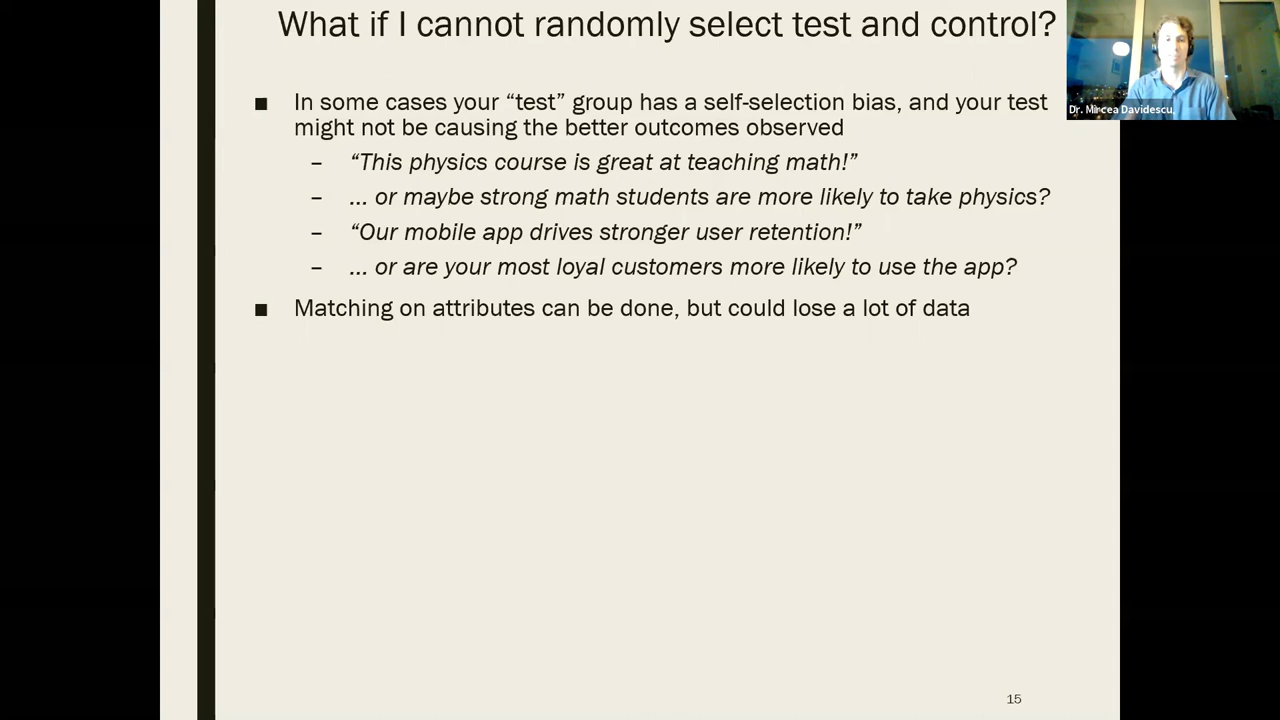 What if I cannot randomly select test and control?
Dr. Mircea Davidescu
■ In some cases your “test” group has a self-selection bias, and your test
might not be causing the better outcomes observed
– “This physics course is great at teaching math!”
– … or maybe strong math students are more likely to take physics?
– “Our mobile app drives stronger user retention!”
– … or are your most loyal customers more likely to use the app?
■ Matching on attributes can be done, but could lose a lot of data
15